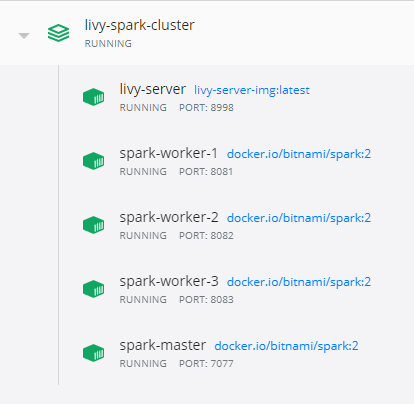 livy-spark-cluster
RUNNING
livy-server livy-server-img:latest
RUNNING PORT: 8998
spark-worker-1 docker.io/bitnami/spark:2
RUNNING PORT: 8081
spark-worker-2 docker.io/bitnami/spark:2
RUNNING PORT: 8082
spark-worker-3 docker.io/bitnami/spark:2
RUNNING PORT: 8083
spark-master docker.io/bitnami/spark:2
RUNNING PORT: 7077